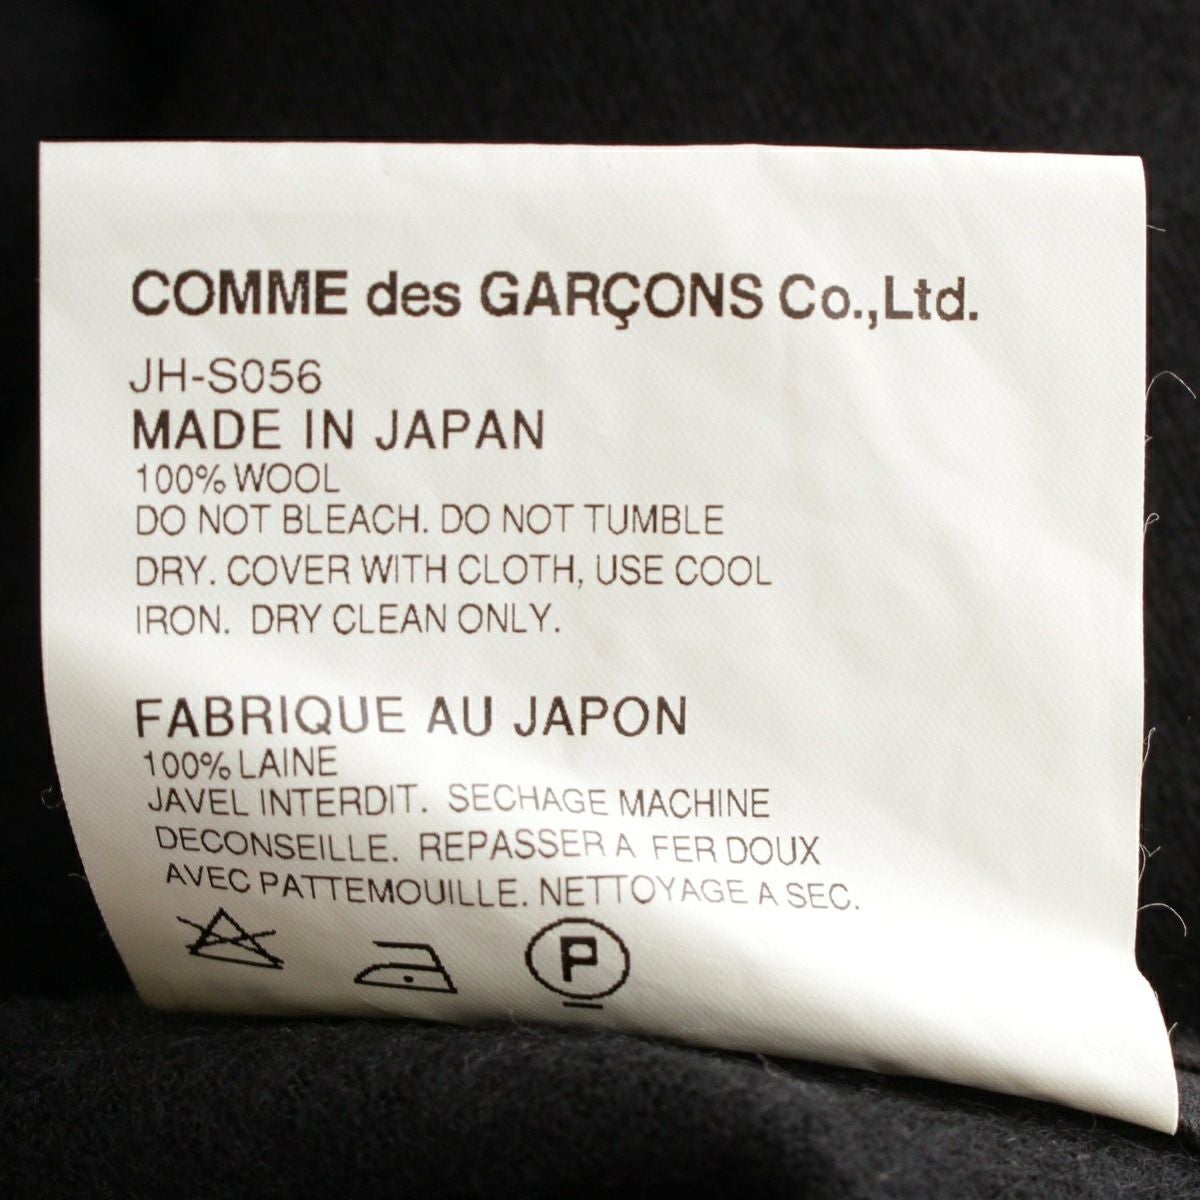 COMME des GARÇONS Co.,Ltd.
JH-S056
MADE IN JAPAN
100% WOOL
DO NOT BLEACH. DO NOT TUMBLE
DRY. COVER WITH CLOTH, USE COOL
IRON. DRY CLEAN ONLY.
FABRIQUE AU JAPON
100% LAINE
JAVEL INTERDIT. SECHAGE MACHINE
DECONSEILLE. REPASSER A FER DOUX
AVEC PATTEMOUILLE. NETTOYAGE A SEC.
P